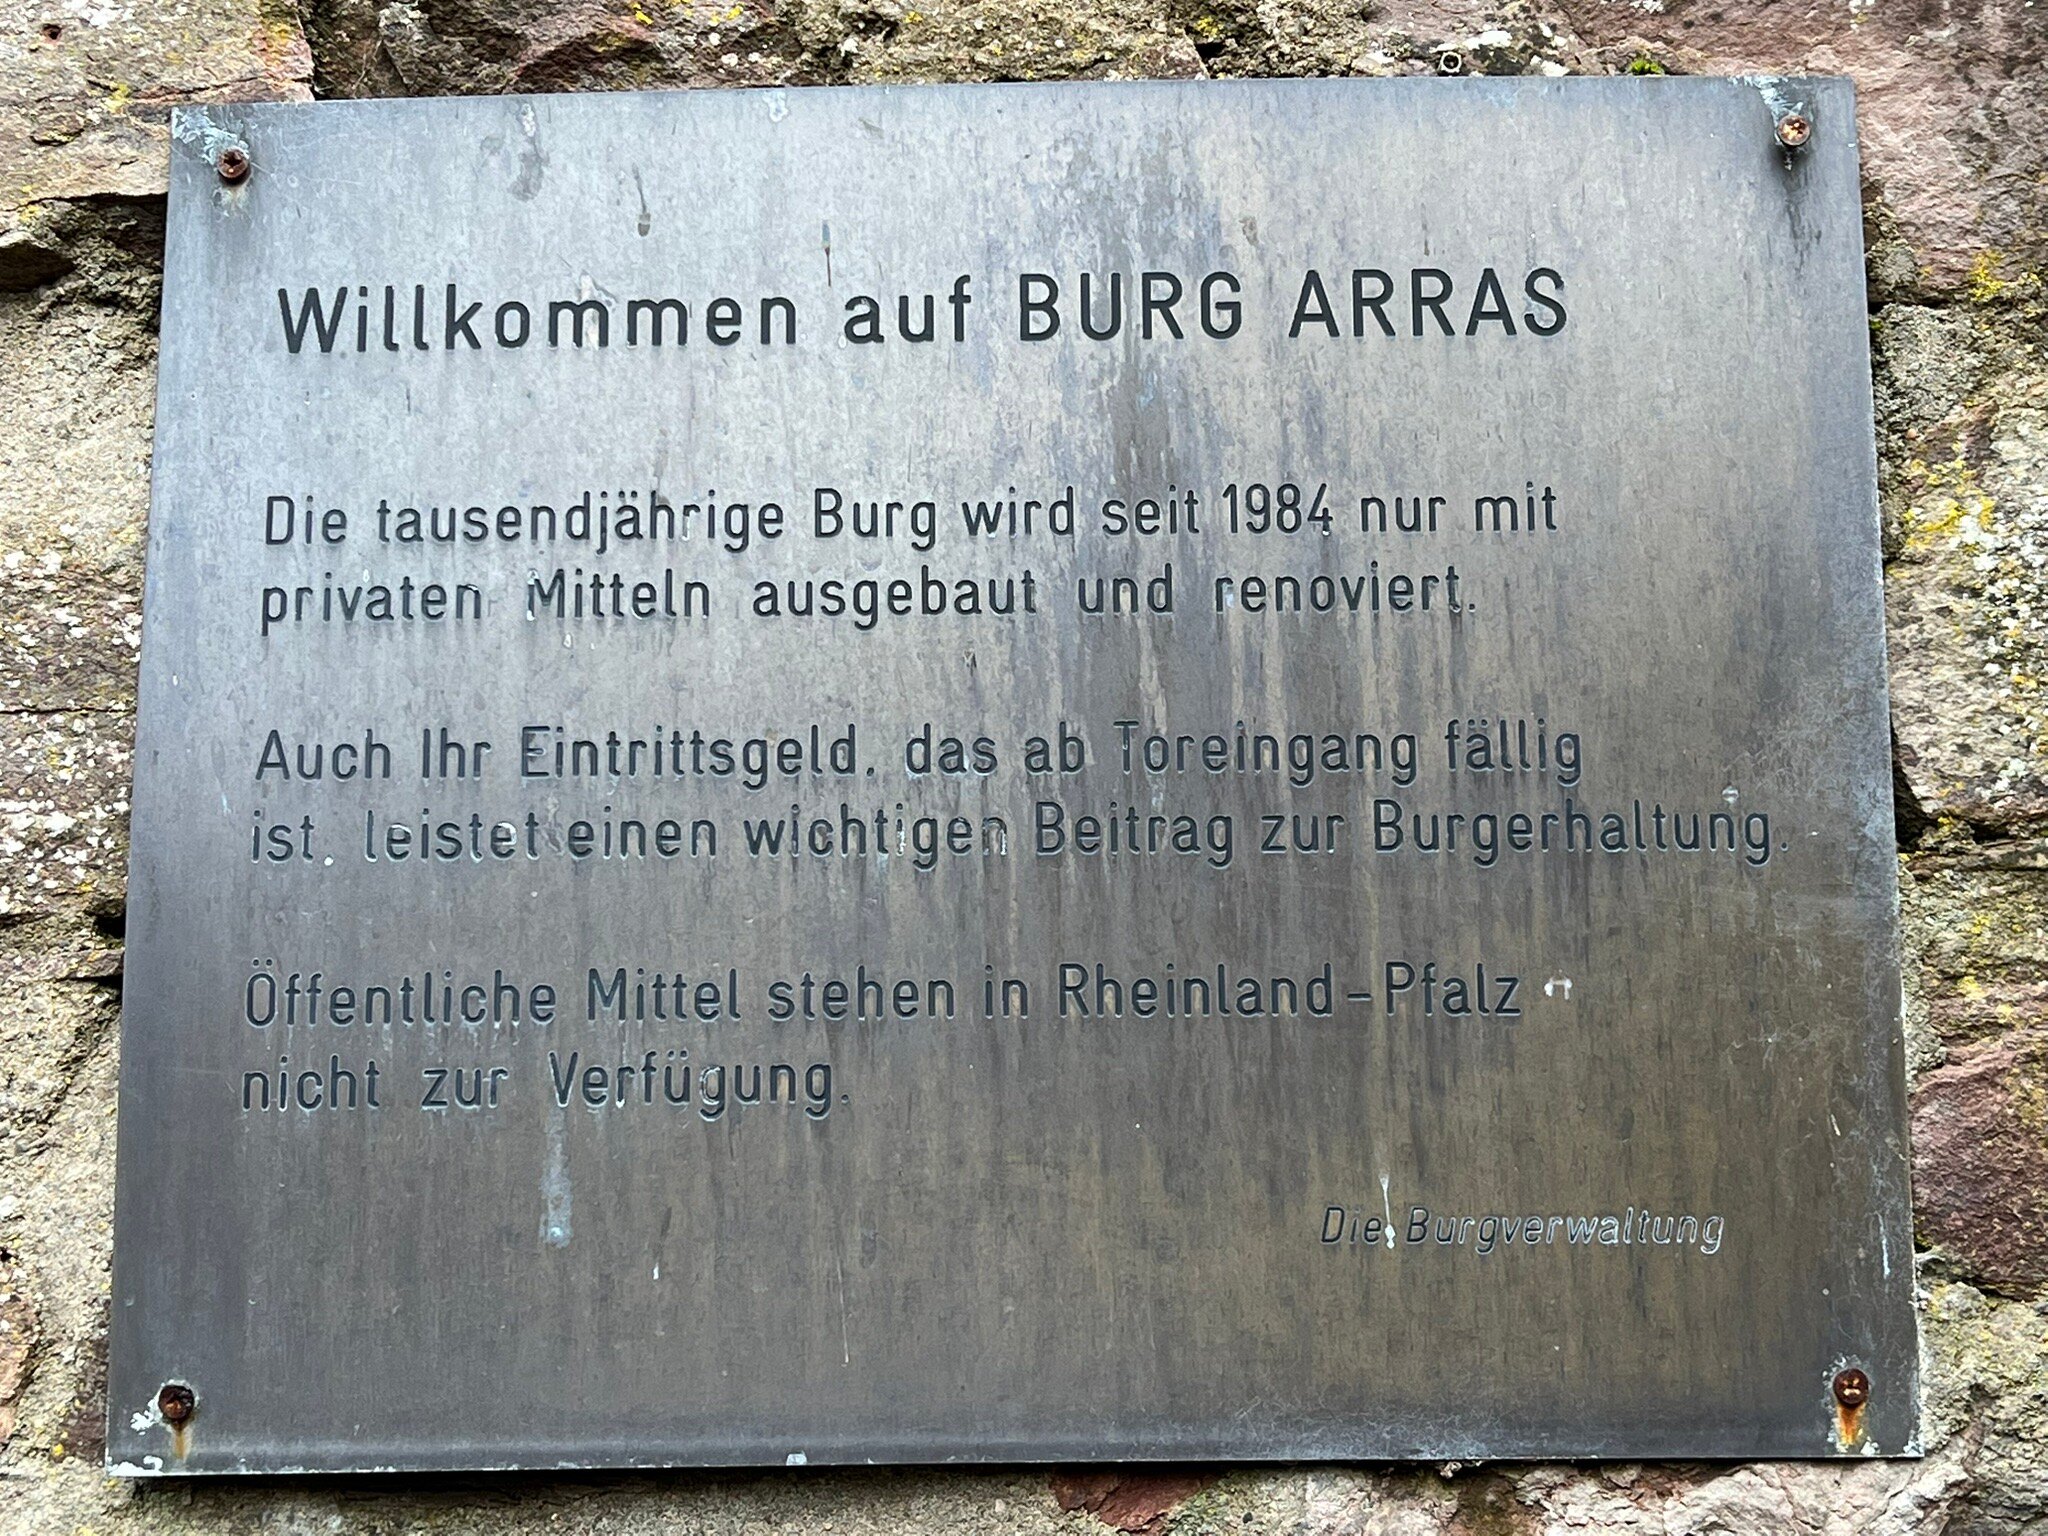 Willkommen auf BURG ARRAS
Die tausendjährige Burg wird seit 1984 nur mit
privaten Mitteln ausgebaut und renoviert.
Auch Ihr Eintrittsgeld, das ab Toreingang fällig
ist, leistet einen wichtigen Beitrag zur Burgerhaltung.
Öffentliche Mittel stehen in Rheinland-Pfalz
nicht zur Verfügung.
Die Burgverwaltung